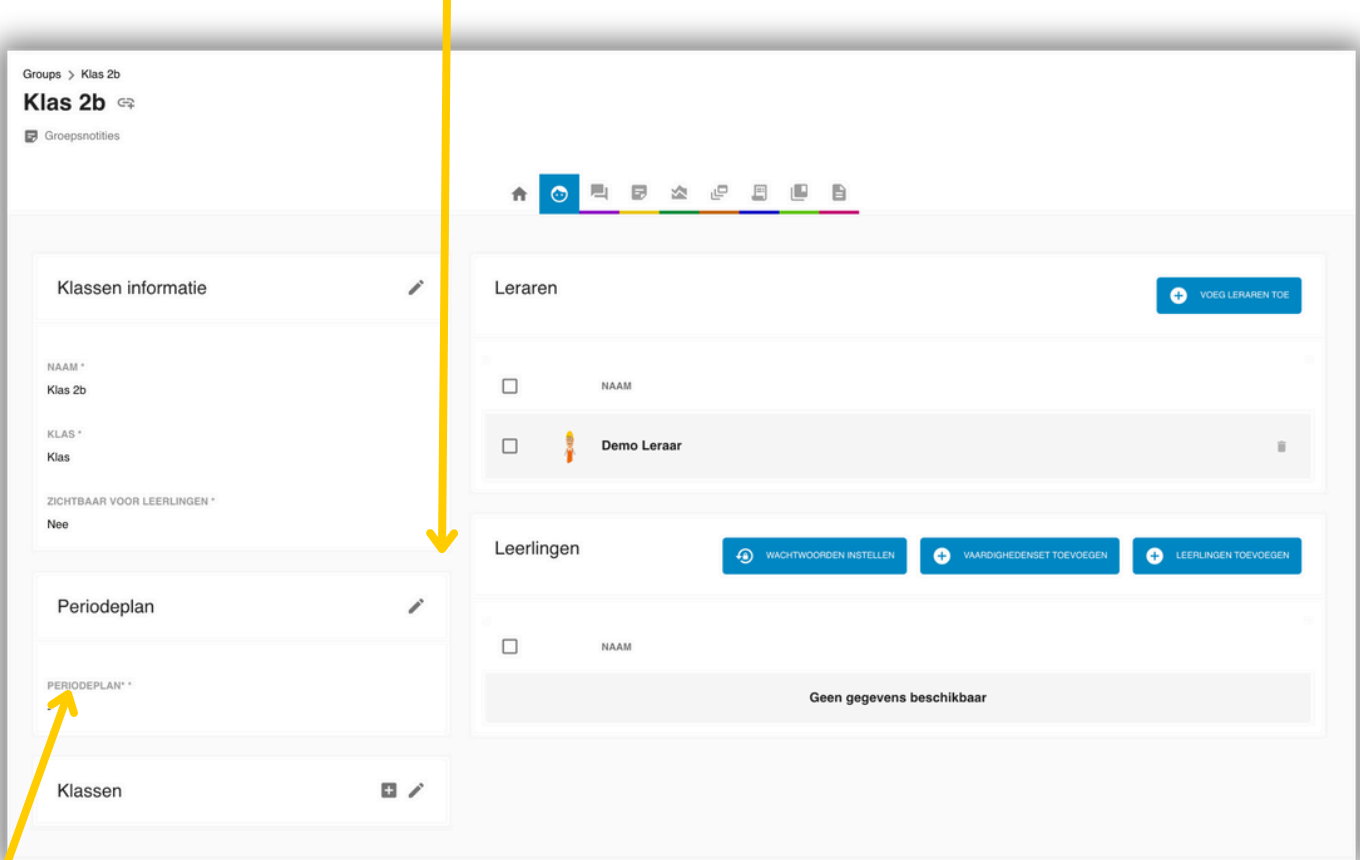 Groups > Klas 2b
Klas 2b
Groepsnotities
Klassen informatie
NAAM *
Klas 2b
KLAS *
Klas
ZICHTBAAR VOOR LEERLINGEN *
Nee
Periodeplan
PERIODEPLAN* *
Klassen
Leraren
VOEG LERAREN TOE
NAAM
Demo Leraar
Leerlingen
WACHTWOORDEN INSTELLEN
VAARDIGHEDENSET TOEVOEGEN
LEERLINGEN TOEVOEGEN
NAAM
Geen gegevens beschikbaar